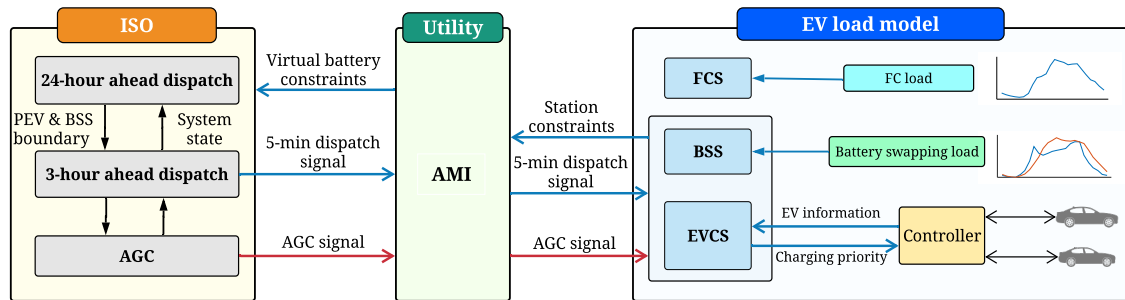 ISO
24-hour ahead dispatch
PEV & BSS
boundary
System
state
3-hour ahead dispatch
AGC
Virtual battery
constraints
5-min dispatch
signal
AGC signal
Utility
AMI
Station
constraints
5-min dispatch
signal
AGC signal
EV load model
FCS
FC load
BSS
Battery swapping load
EVCS
EV information
Charging priority
Controller